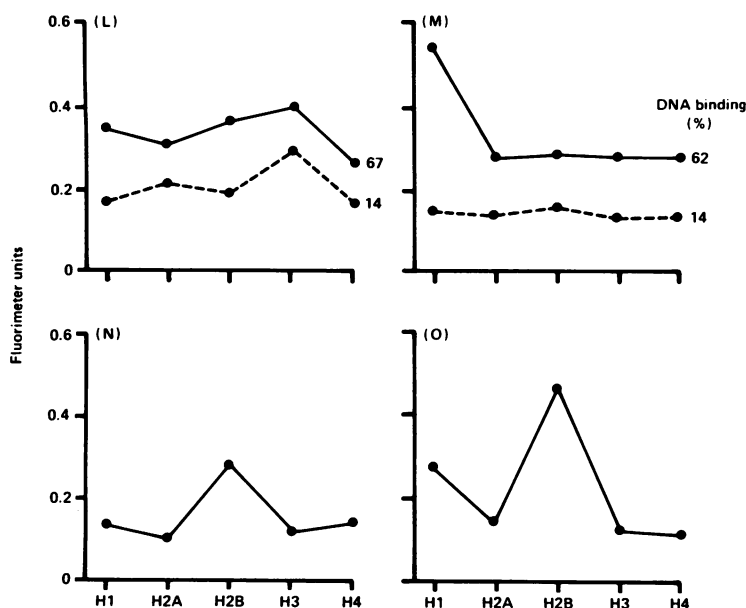 0.6
(L)
(M)
0.4
DNA binding
(%)
67
62
0.2
14
14
0
Fluorimeter units
0.6
(N)
(O)
0.4
0.2
0
H1 H2A H2B H3 H4
H1 H2A H2B H3 H4